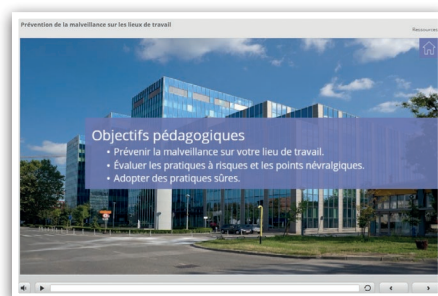 Prévention de la malveillance sur les lieux de travail
Ressources
Objectifs pédagogiques
• Prévenir la malveillance sur votre lieu de travail.
• Évaluer les pratiques à risques et les points névralgiques.
• Adopter des pratiques sûres.